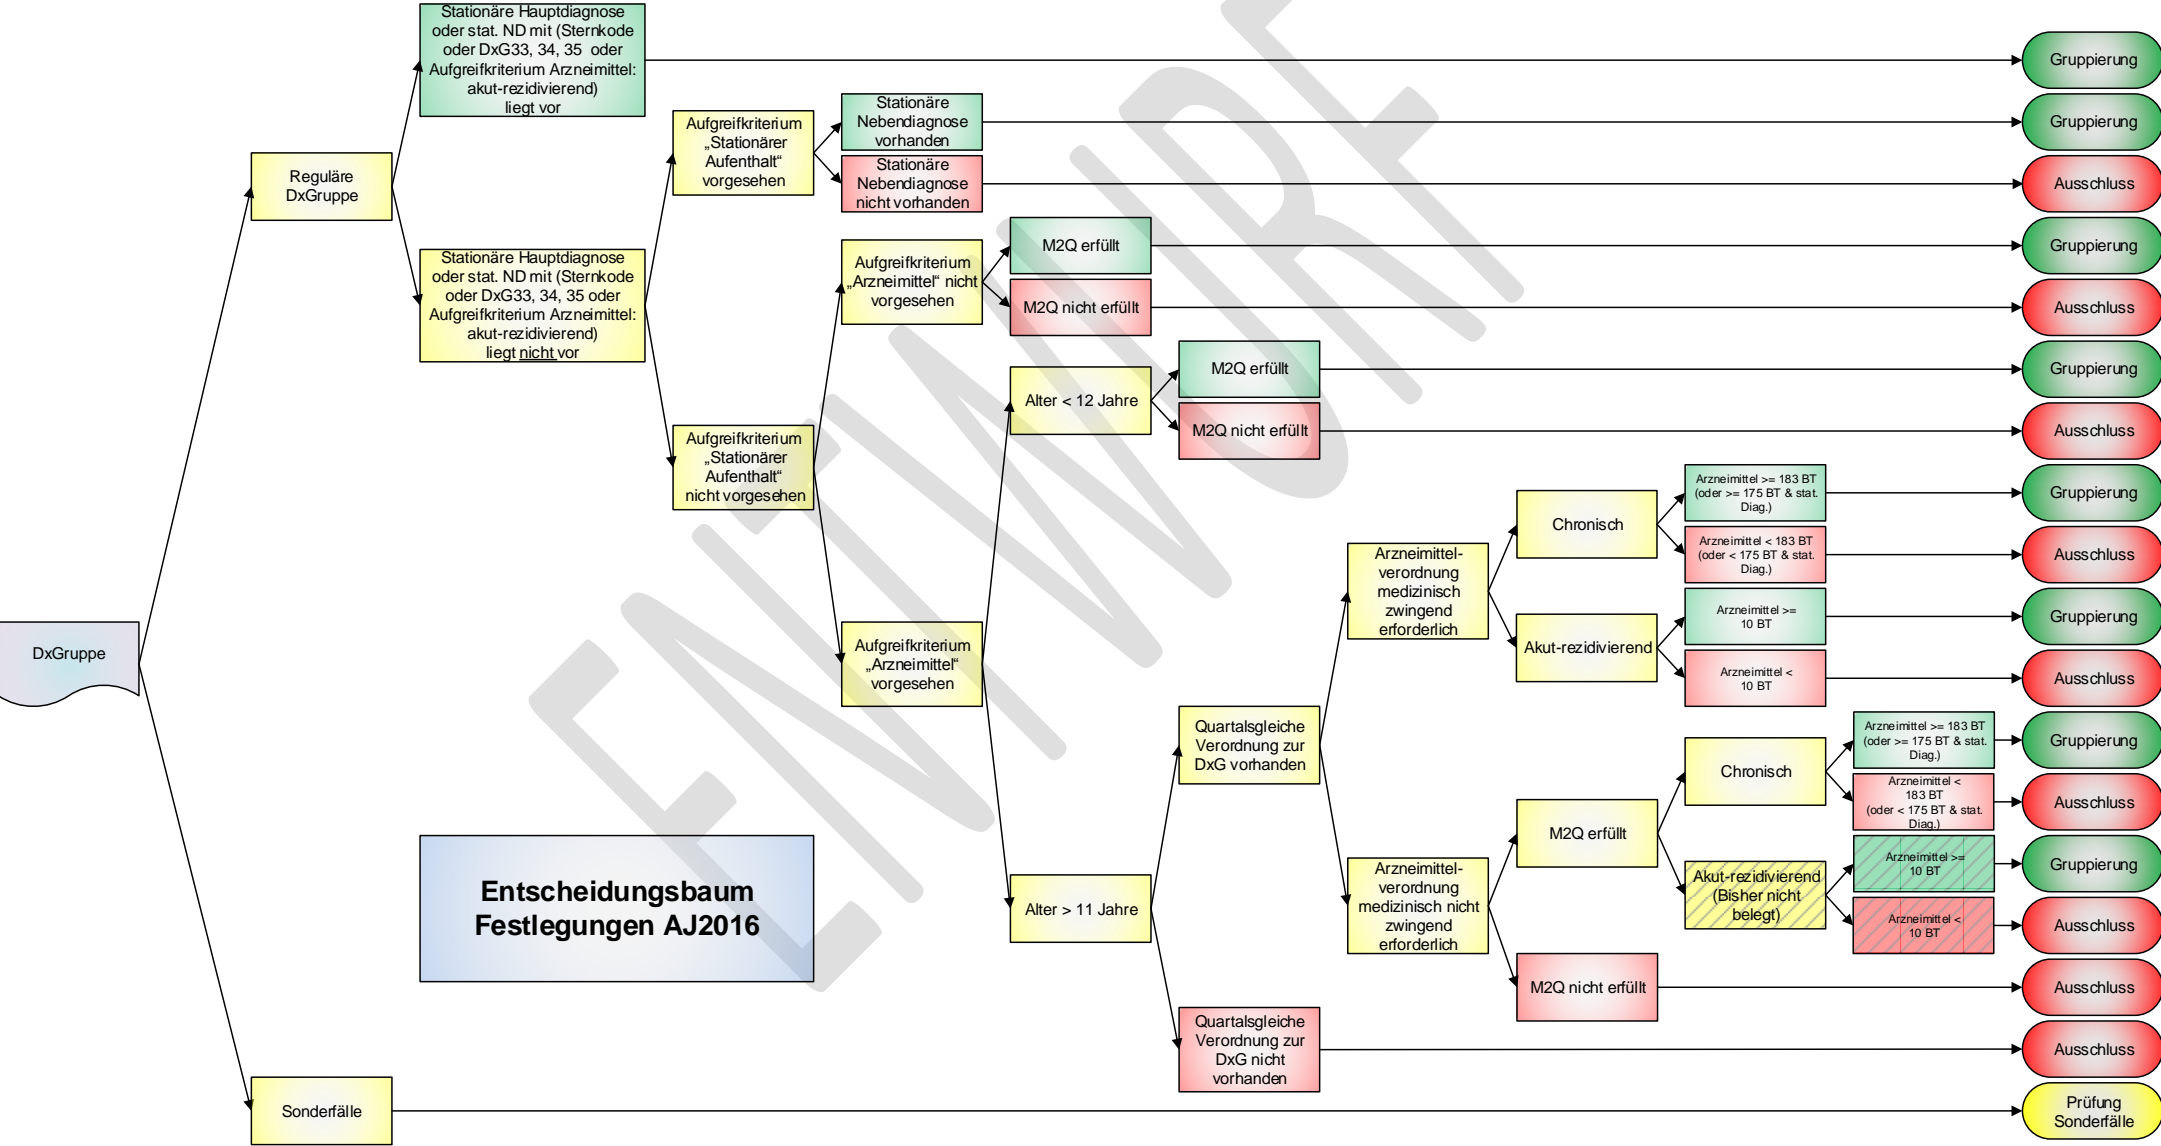 Stationäre Hauptdiagnose
oder stat. ND mit (Sternkode
oder DxG33, 34, 35 oder
Aufgreifkriterium Arzneimittel:
akut-rezidivierend)
liegt vor
Gruppierung
Stationäre
Nebendiagnose
vorhanden
Gruppierung
Aufgreifkriterium
„Stationärer
Aufenthalt“
vorgesehen
Stationäre
Nebendiagnose
nicht vorhanden
Ausschluss
Reguläre
DxGruppe
M2Q erfüllt
Gruppierung
Aufgreifkriterium
„Arzneimittel“ nicht
vorgesehen
Stationäre Hauptdiagnose
oder stat. ND mit (Sternkode
oder DxG33, 34, 35 oder
Aufgreifkriterium Arzneimittel:
akut-rezidivierend)
liegt nicht vor
M2Q nicht erfüllt
Ausschluss
M2Q erfüllt
Gruppierung
Alter < 12 Jahre
M2Q nicht erfüllt
Ausschluss
Aufgreifkriterium
„Stationärer
Aufenthalt“
nicht vorgesehen
Arzneimittel >= 183 BT
(oder >= 175 BT & stat.
Diag.)
Gruppierung
Chronisch
Arzneimittel < 183 BT
(oder < 175 BT & stat.
Diag.)
Ausschluss
Arzneimittel-
verordnung
medizinisch
zwingend
erforderlich
Arzneimittel >=
10 BT
Gruppierung
Akut-rezidivierend
Arzneimittel <
10 BT
Ausschluss
DxGruppe
Aufgreifkriterium
„Arzneimittel“
vorgesehen
Quartalsgleiche
Verordnung zur
DxG vorhanden
Arzneimittel >= 183 BT
(oder >= 175 BT & stat.
Diag.)
Gruppierung
Chronisch
Arzneimittel <
183 BT
(oder < 175 BT & stat.
Diag.)
Ausschluss
M2Q erfüllt
Arzneimittel >=
10 BT
Gruppierung
Akut-rezidivierend
(Bisher nicht
belegt)
Arzneimittel <
10 BT
Ausschluss
Entscheidungsbaum
Festlegungen AJ2016
Alter > 11 Jahre
Arzneimittel-
verordnung
medizinisch nicht
zwingend
erforderlich
M2Q nicht erfüllt
Ausschluss
Quartalsgleiche
Verordnung zur
DxG nicht
vorhanden
Ausschluss
Sonderfälle
Prüfung
Sonderfälle
ENTWURF